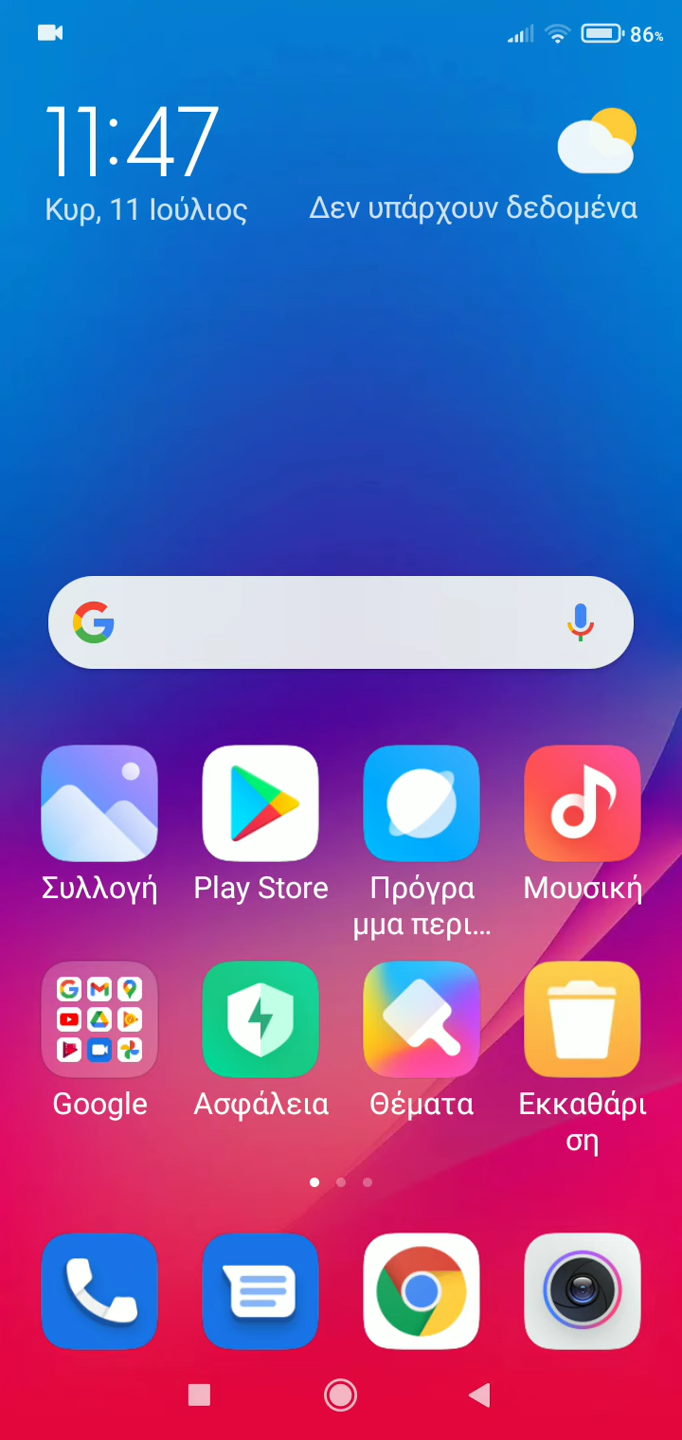 86%
11:47
Κυρ, 11 Ιούλιος
Δεν υπάρχουν δεδομένα
Συλλογή
Play Store
Πρόγρα
μμα περι...
Μουσική
Google
Ασφάλεια
Θέματα
Εκκαθάρι
ση